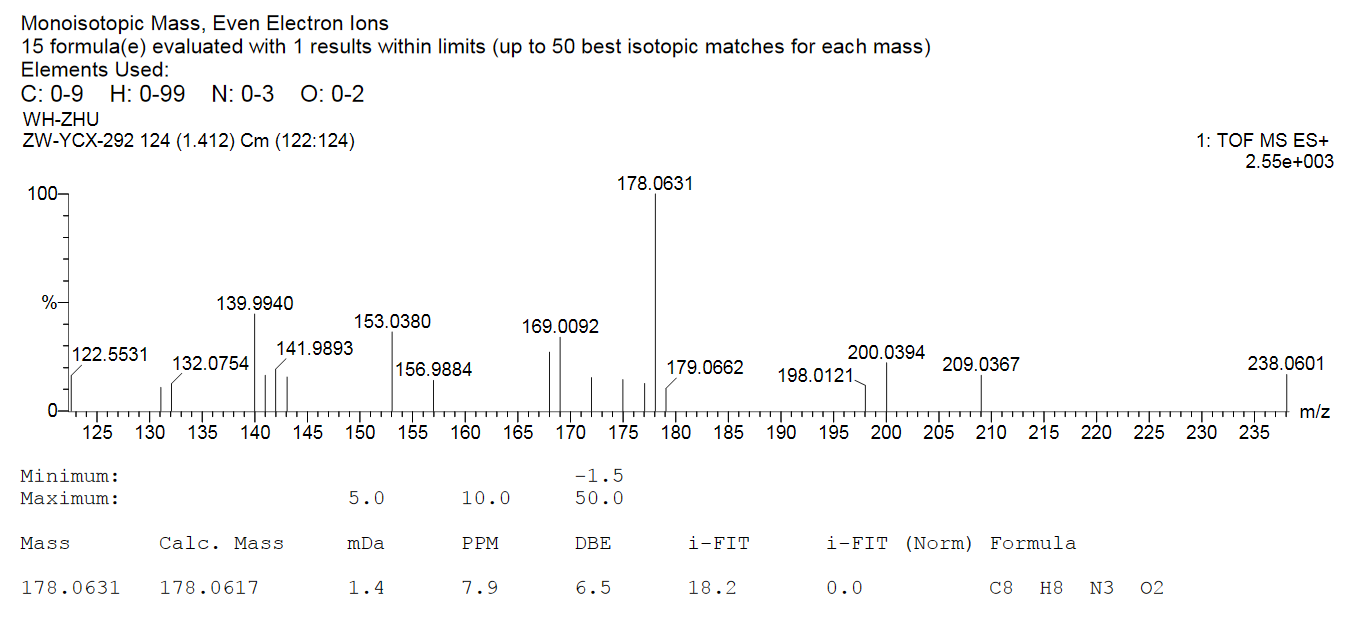 Monoisotopic Mass, Even Electron Ions
15 formula(e) evaluated with 1 results within limits (up to 50 best isotopic matches for each mass)
Elements Used:
C: 0-9 H: 0-99 N: 0-3 O: 0-2
WH-ZHU
ZW-YCX-292 124 (1.412) Cm (122:124)
1: TOF MS ES+
2.55e+003
100
%
0
122.5531
132.0754
139.9940
141.9893
153.0380
156.9884
169.0092
178.0631
179.0662
198.0121
200.0394
209.0367
238.0601
m/z
125 130 135 140 145 150 155 160 165 170 175 180 185 190 195 200 205 210 215 220 225 230 235
Minimum: -1.5
Maximum: 5.0 10.0 50.0
Mass Calc. Mass mDa PPM DBE i-FIT i-FIT (Norm) Formula
178.0631 178.0617 1.4 7.9 6.5 18.2 0.0 C8 H8 N3 O2